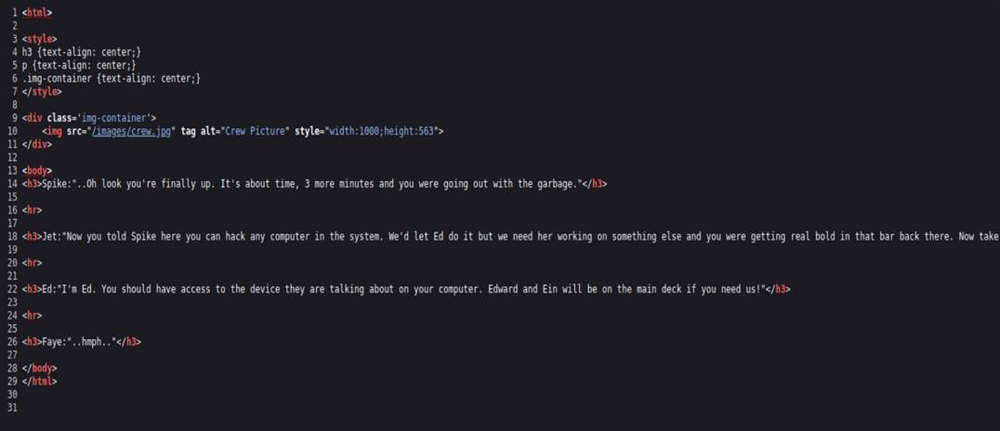 1 <html>
2
3 <style>
4 h3 {text-align: center;}
5 p {text-align: center;}
6 .img-container {text-align: center;}
7 </style>
8
9 <div class='img-container'>
10     <img src="/images/crew.jpg" tag alt="Crew Picture" style="width:1000;height:563">
11 </div>
12
13 <body>
14 <h3>Spike:"..Oh look you're finally up. It's about time, 3 more minutes and you were going out with the garbage."</h3>
15
16 <hr>
17
18 <h3>Jet:"Now you told Spike here you can hack any computer in the system. We'd let Ed do it but we need her working on something else and you were getting real bold in that bar back there. Now take
19
20 <hr>
21
22 <h3>Ed:"I'm Ed. You should have access to the device they are talking about on your computer. Edward and Ein will be on the main deck if you need us!"</h3>
23
24 <hr>
25
26 <h3>Faye:"..hmph.."</h3>
27
28 </body>
29 </html>
30
31